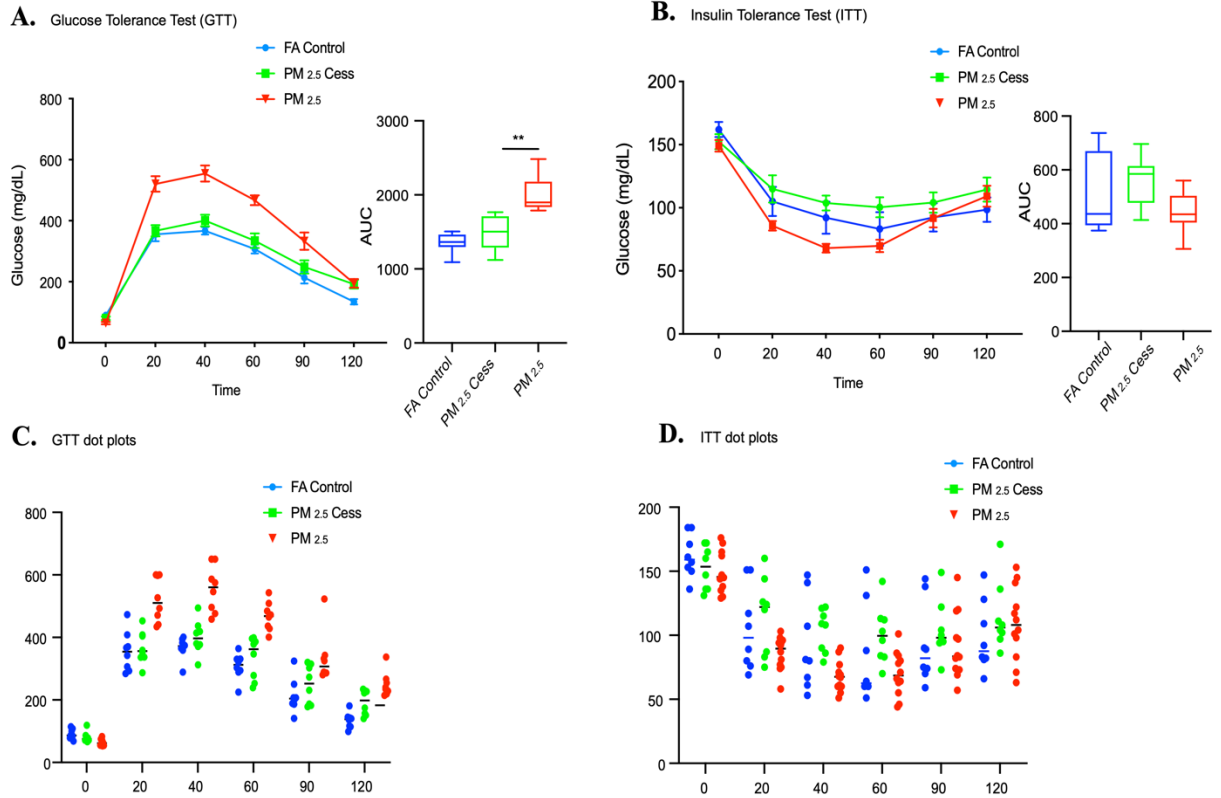 A. Glucose Tolerance Test (GTT)
FA Control
PM 2.5 Cess
PM 2.5
800
600
400
200
0
Glucose (mg/dL)
0 20 40 60 90 120
Time
3000
2000
1000
0
AUC
**
FA Control
PM 2.5 Cess
PM 2.5
B. Insulin Tolerance Test (ITT)
FA Control
PM 2.5 Cess
PM 2.5
200
150
100
50
0
Glucose (mg/dL)
0 20 40 60 90 120
Time
800
600
400
200
0
AUC
FA Control
PM 2.5 Cess
PM 2.5
C. GTT dot plots
FA Control
PM 2.5 Cess
PM 2.5
800
600
400
200
0
0 20 40 60 90 120
D. ITT dot plots
FA Control
PM 2.5 Cess
PM 2.5
200
150
100
50
0
0 20 40 60 90 120